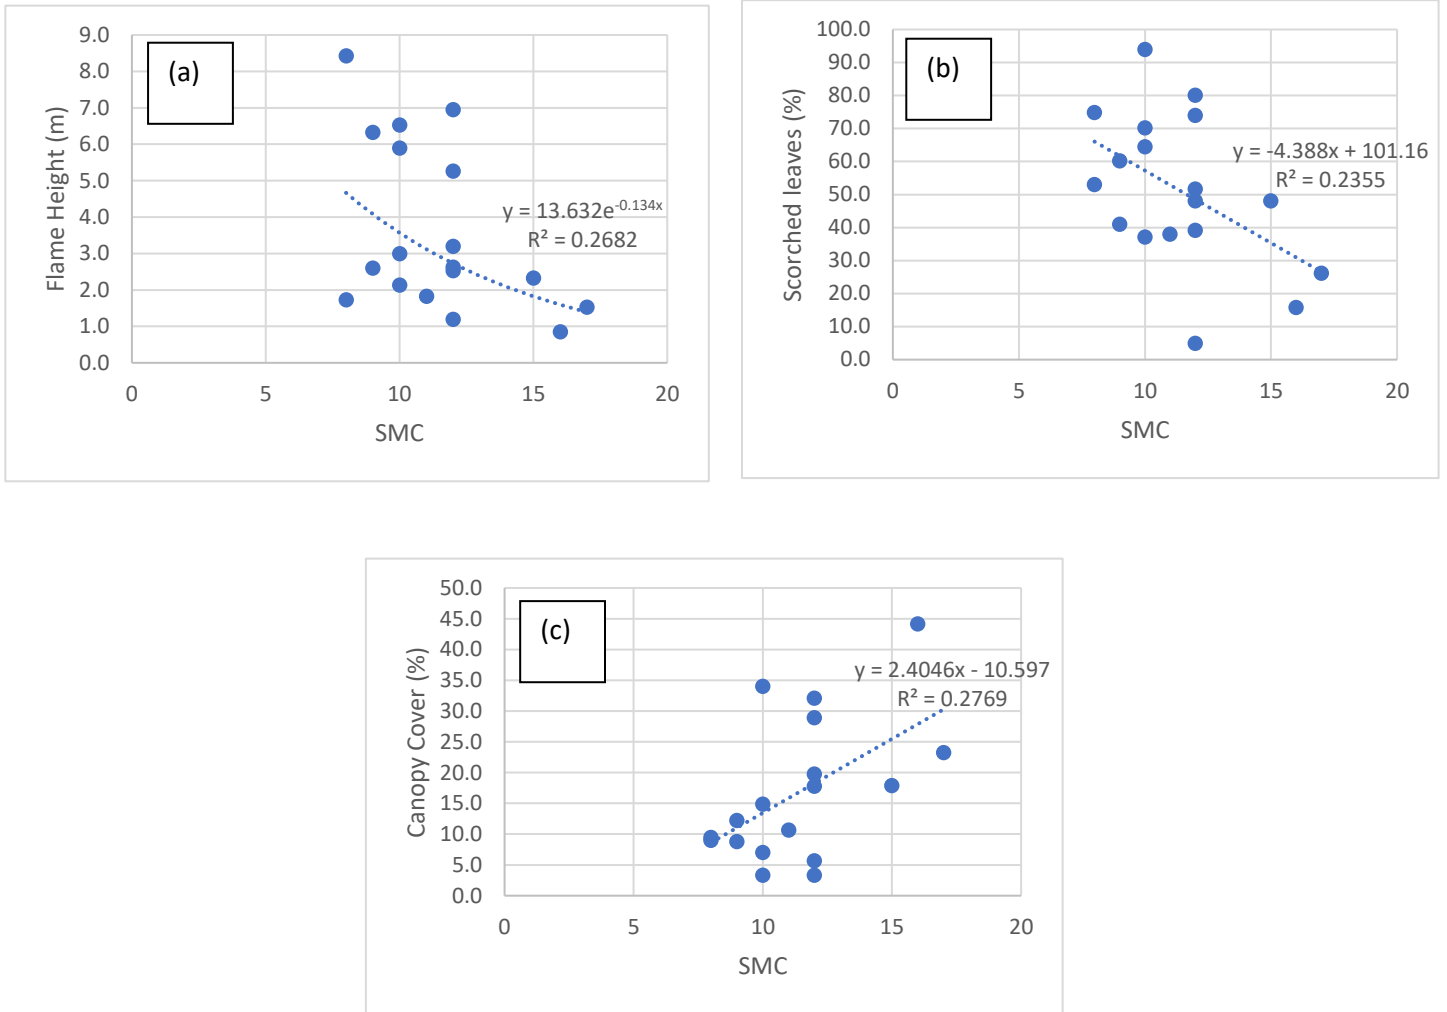 (a)
Flame Height (m)
9.0
8.0
7.0
6.0
5.0
4.0
3.0
2.0
1.0
0.0
y = 13.632e^-0.134x
R² = 0.2682
0 5 10 15 20
SMC
(b)
Scorched leaves (%)
100.0
90.0
80.0
70.0
60.0
50.0
40.0
30.0
20.0
10.0
0.0
y = -4.388x + 101.16
R² = 0.2355
0 5 10 15 20
SMC
(c)
Canopy Cover (%)
50.0
45.0
40.0
35.0
30.0
25.0
20.0
15.0
10.0
5.0
0.0
y = 2.4046x - 10.597
R² = 0.2769
0 5 10 15 20
SMC